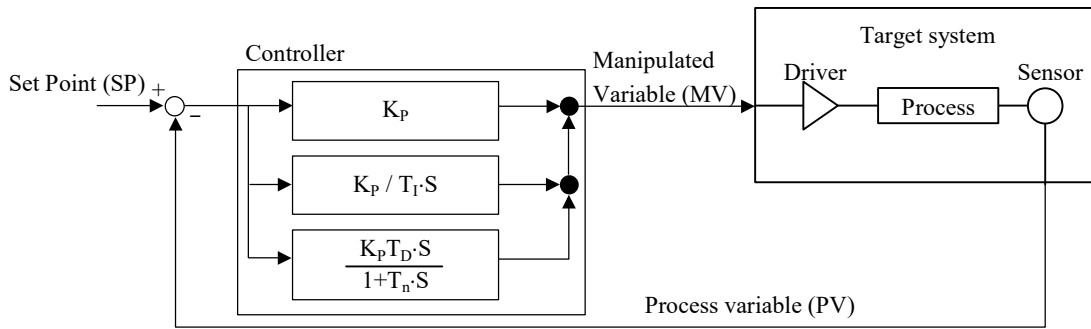 Set Point (SP)
+
−
Controller
K_P
K_P / T_I·S
K_PT_D·S
1+T_n·S
Manipulated
Variable (MV)
Target system
Driver
Process
Sensor
Process variable (PV)